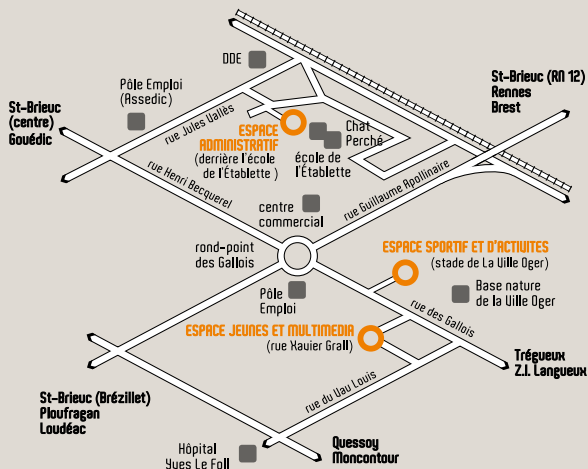 DDE
Pôle Emploi
(Assedic)
St-Brieuc (RN 12)
Rennes
Brest
St-Brieuc
(centre)
Gouédic
rue Jules Vallès
ESPACE
ADMINISTRATIF
(derrière l'école
de l'Établette )
Chat
Perché
école de
l'Établette
rue Henri Becquerel
rue Guillaume Apollinaire
centre
commercial
rond-point
des Gallois
ESPACE SPORTIF ET D'ACTIVITES
(stade de La Ville Oger)
Base nature
de la Ville Oger
Pôle
Emploi
rue des Gallois
ESPACE JEUNES ET MULTIMEDIA
(rue Xavier Grall)
Trégueux
Z.I. Langueux
St-Brieuc (Brézillet)
Ploufragan
Loudéac
rue du Vau Louis
Hôpital
Yves Le Foll
Quessoy
Moncontour